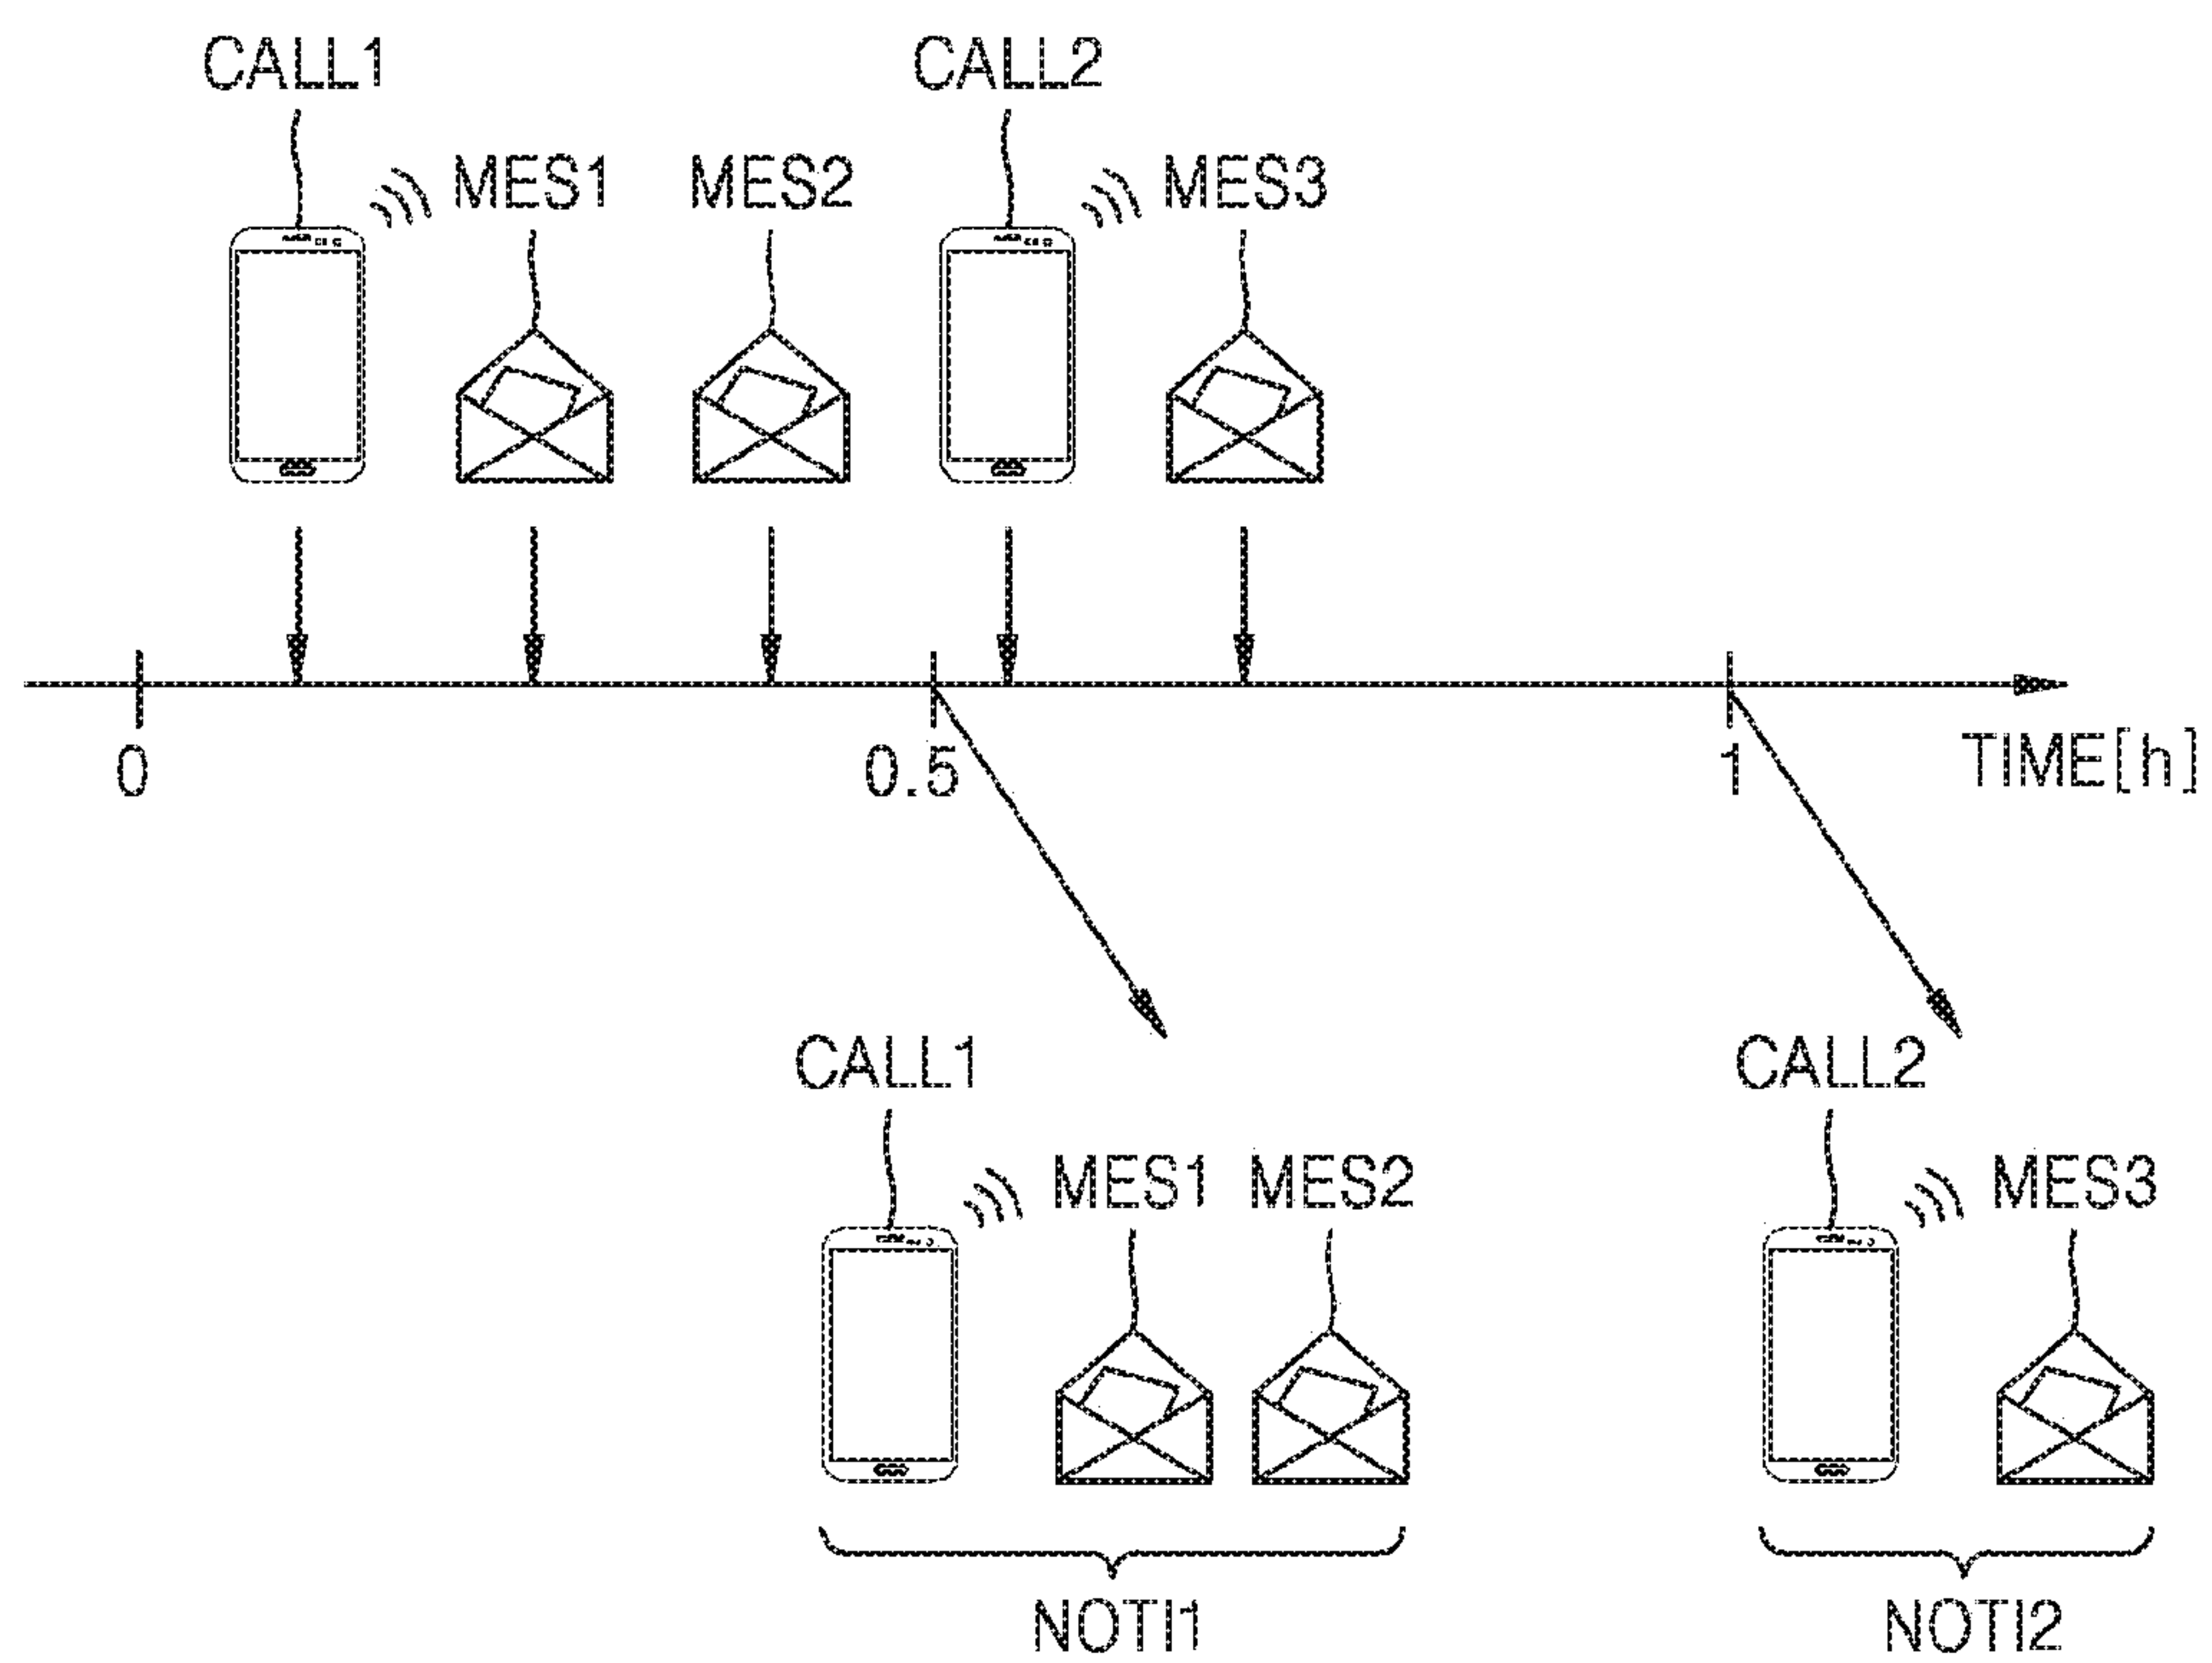 CALL1 CALL2
MES1 MES2 MES3
0 0.5 1 TIME[h]
CALL1 CALL2
MES1 MES2 MES3
NOTI1 NOTI2